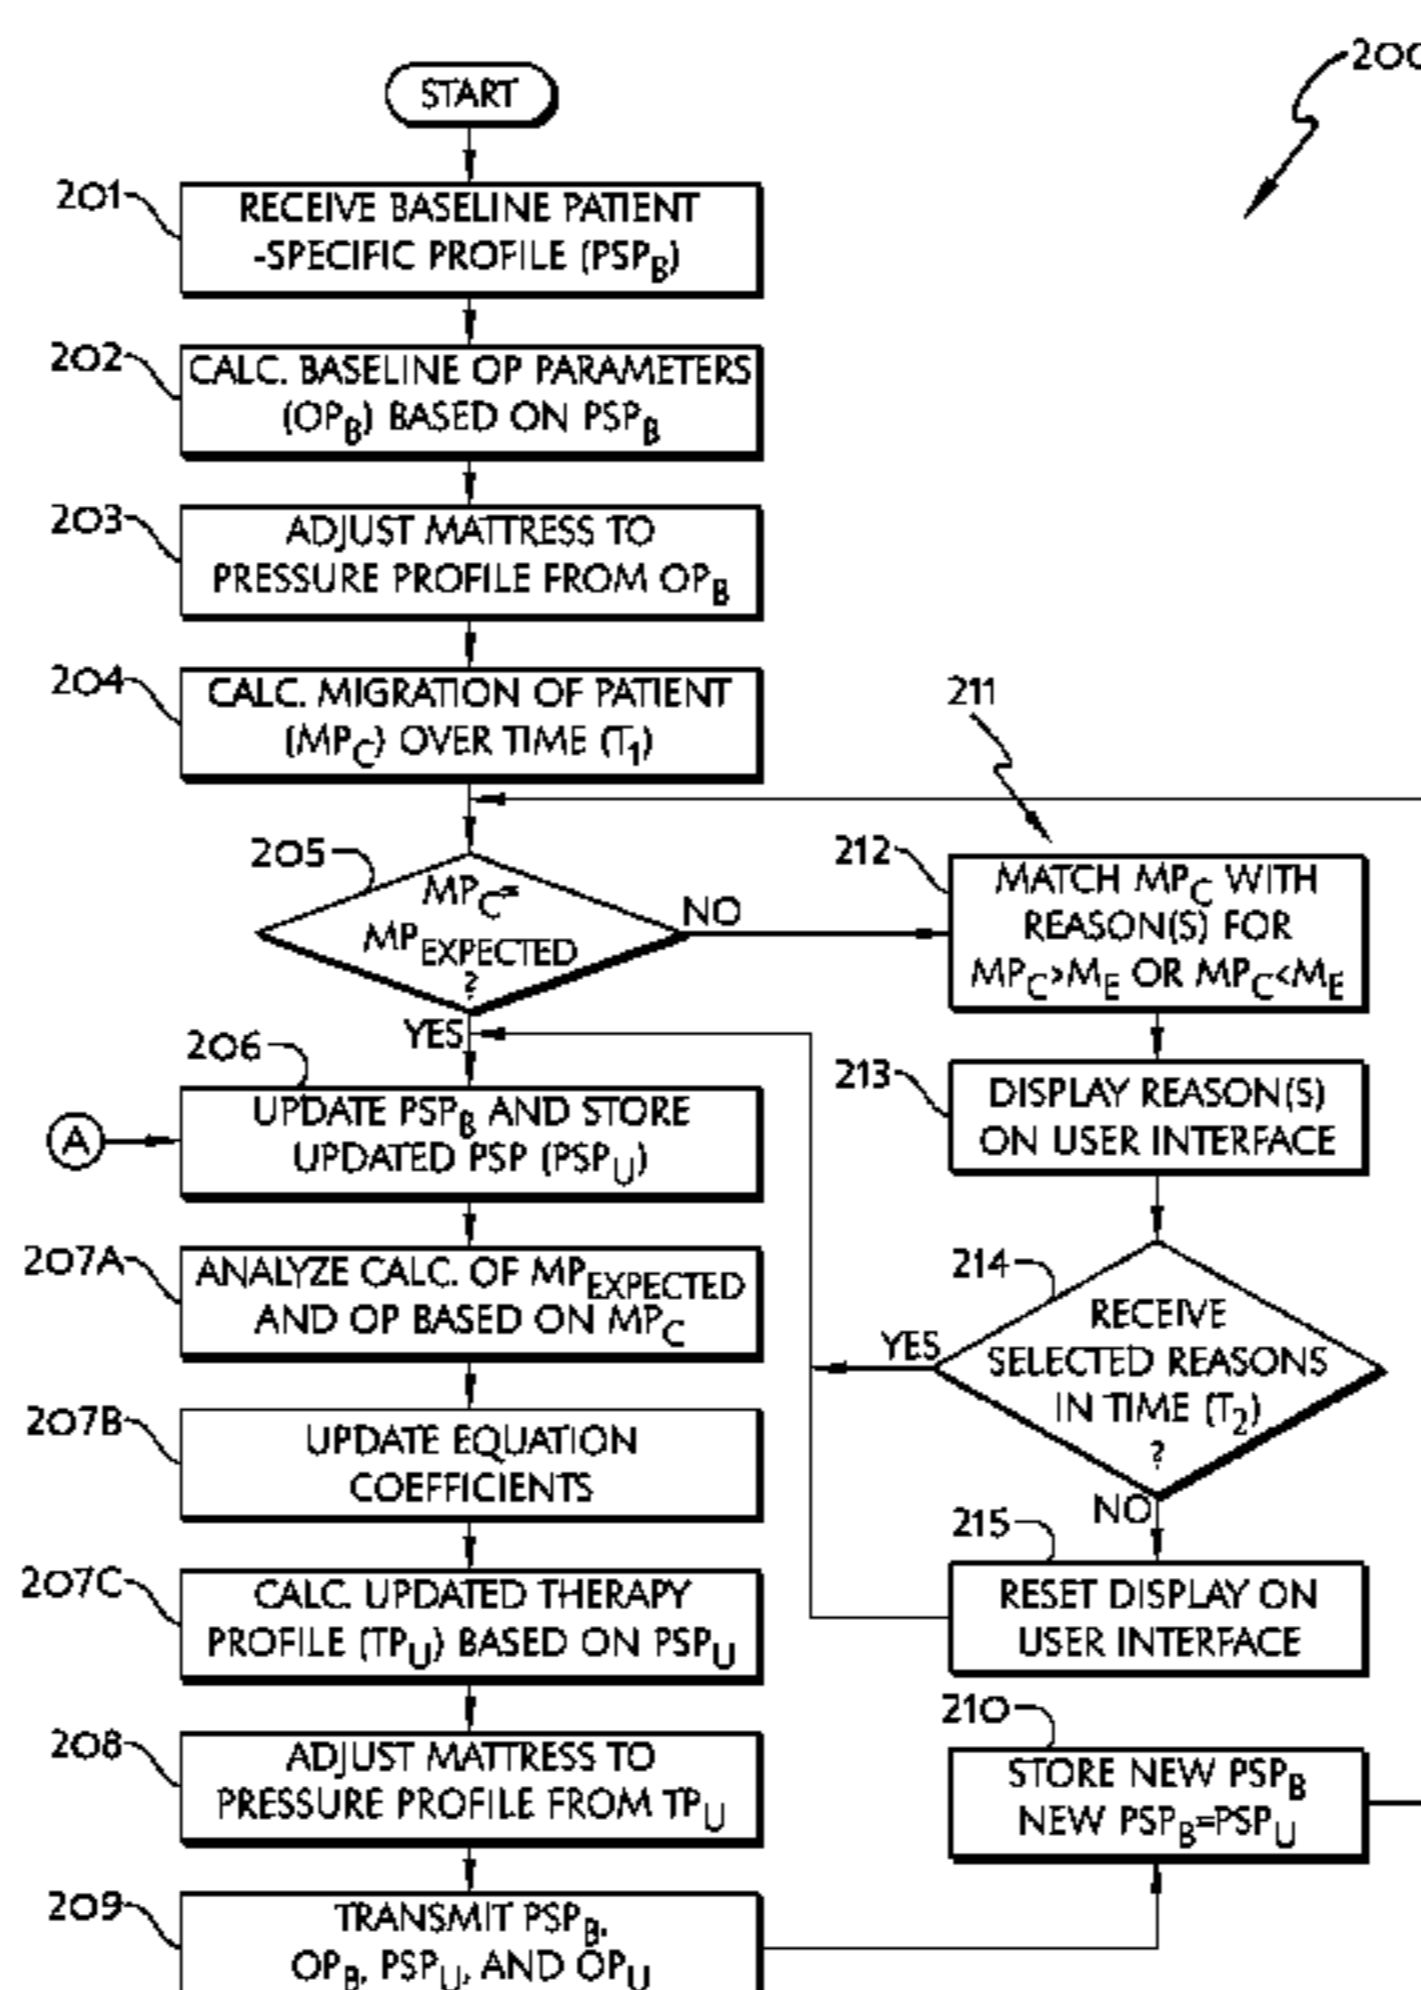 200
START
201
RECEIVE BASELINE PATIENT
-SPECIFIC PROFILE (PSPB)
202
CALC. BASELINE OP PARAMETERS
(OPB) BASED ON PSPB
203
ADJUST MATTRESS TO
PRESSURE PROFILE FROM OPB
204
CALC. MIGRATION OF PATIENT
(MPC) OVER TIME (T1)
205
MPC=
MPEXPECTED
?
NO
YES
211
212
MATCH MPC WITH
REASON(S) FOR
MPC>ME OR MPC<ME
213
DISPLAY REASON(S)
ON USER INTERFACE
214
RECEIVE
SELECTED REASONS
IN TIME (T2)
?
YES
NO
215
RESET DISPLAY ON
USER INTERFACE
A
206
UPDATE PSPB AND STORE
UPDATED PSP (PSPU)
207A
ANALYZE CALC. OF MPEXPECTED
AND OP BASED ON MPC
207B
UPDATE EQUATION
COEFFICIENTS
207C
CALC. UPDATED THERAPY
PROFILE (TPU) BASED ON PSPU
208
ADJUST MATTRESS TO
PRESSURE PROFILE FROM TPU
209
TRANSMIT PSPB,
OPB, PSPU, AND OPU
210
STORE NEW PSPB
NEW PSPB=PSPU